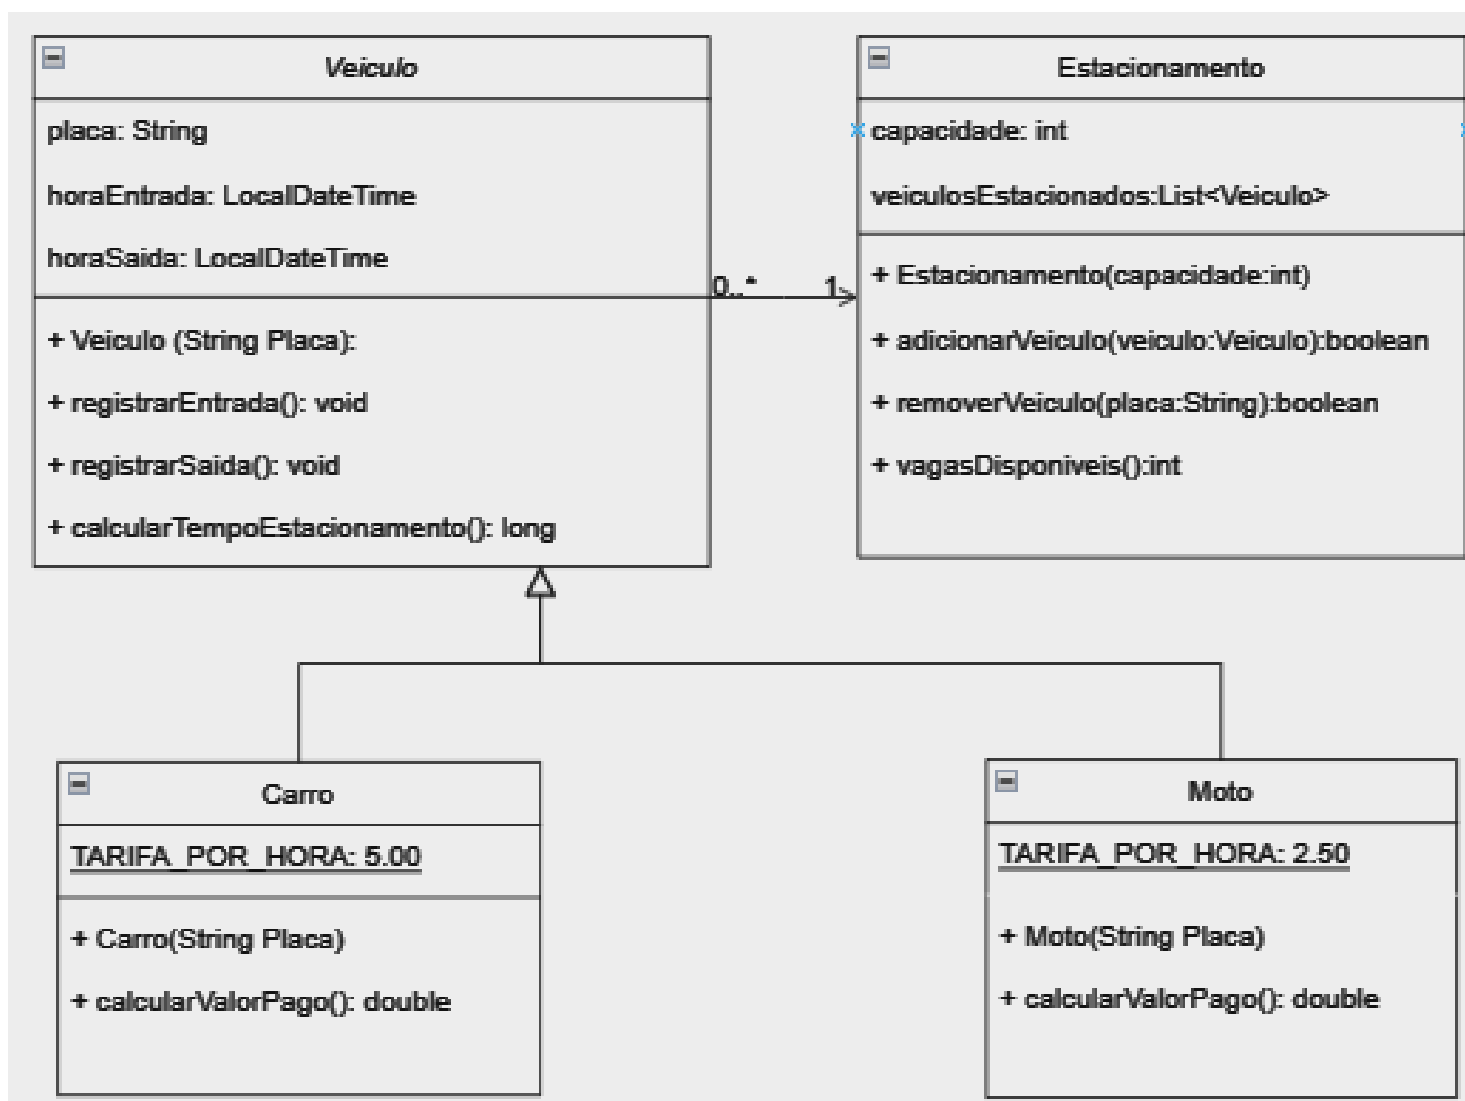 Veiculo
placa: String
horaEntrada: LocalDateTime
horaSaida: LocalDateTime
+ Veiculo (String Placa):
+ registrarEntrada(): void
+ registrarSaida(): void
+ calcularTempoEstacionamento(): long
0..* 1
Estacionamento
capacidade: int
veiculosEstacionados:List<Veiculo>
+ Estacionamento(capacidade:int)
+ adicionarVeiculo(veiculo:Veiculo):boolean
+ removerVeiculo(placa:String):boolean
+ vagasDisponiveis():int
Carro
TARIFA_POR_HORA: 5.00
+ Carro(String Placa)
+ calcularValorPago(): double
Moto
TARIFA_POR_HORA: 2.50
+ Moto(String Placa)
+ calcularValorPago(): double